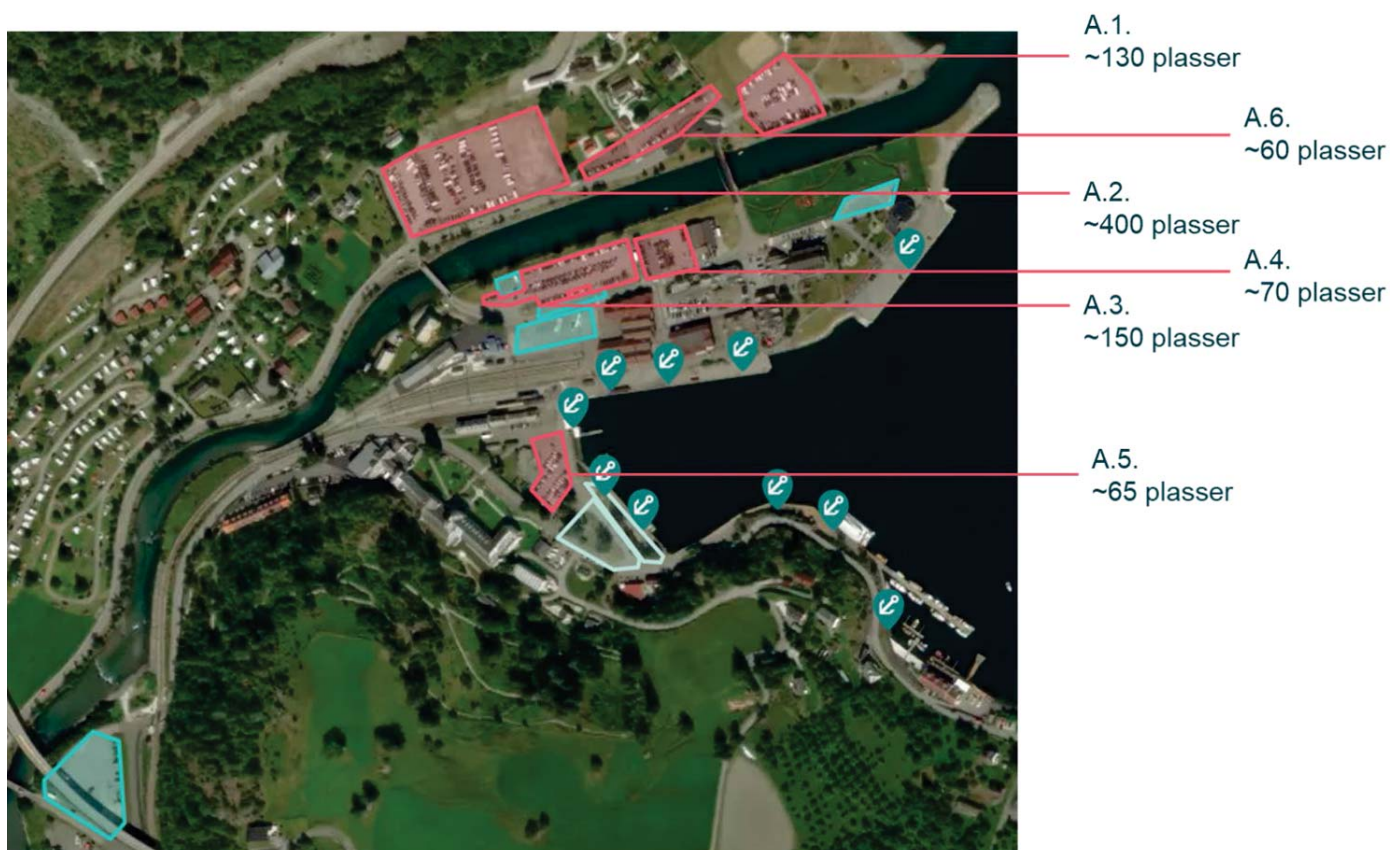 A.1.
~130 plasser
A.6.
~60 plasser
A.2.
~400 plasser
A.4.
~70 plasser
A.3.
~150 plasser
A.5.
~65 plasser